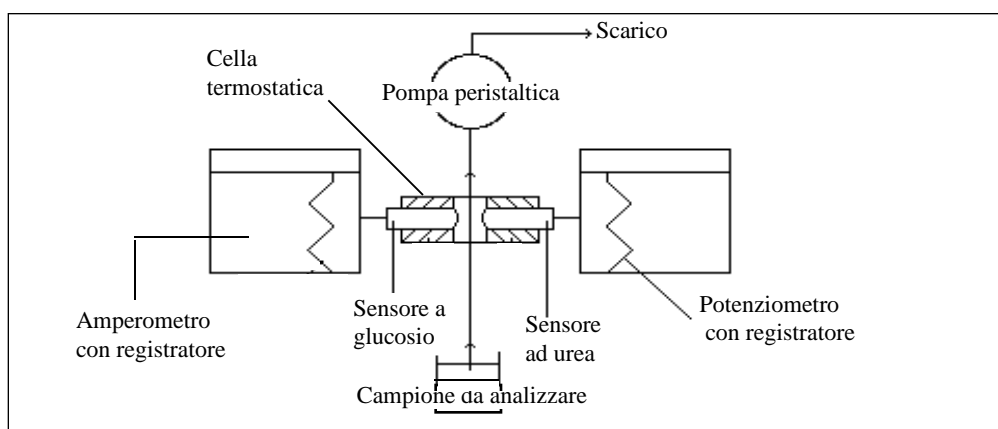 Scarico
Cella
termostatica
Pompa peristaltica
Amperometro
con registratore
Sensore a
glucosio
Sensore
ad urea
Potenziometro
con registratore
Campione da analizzare